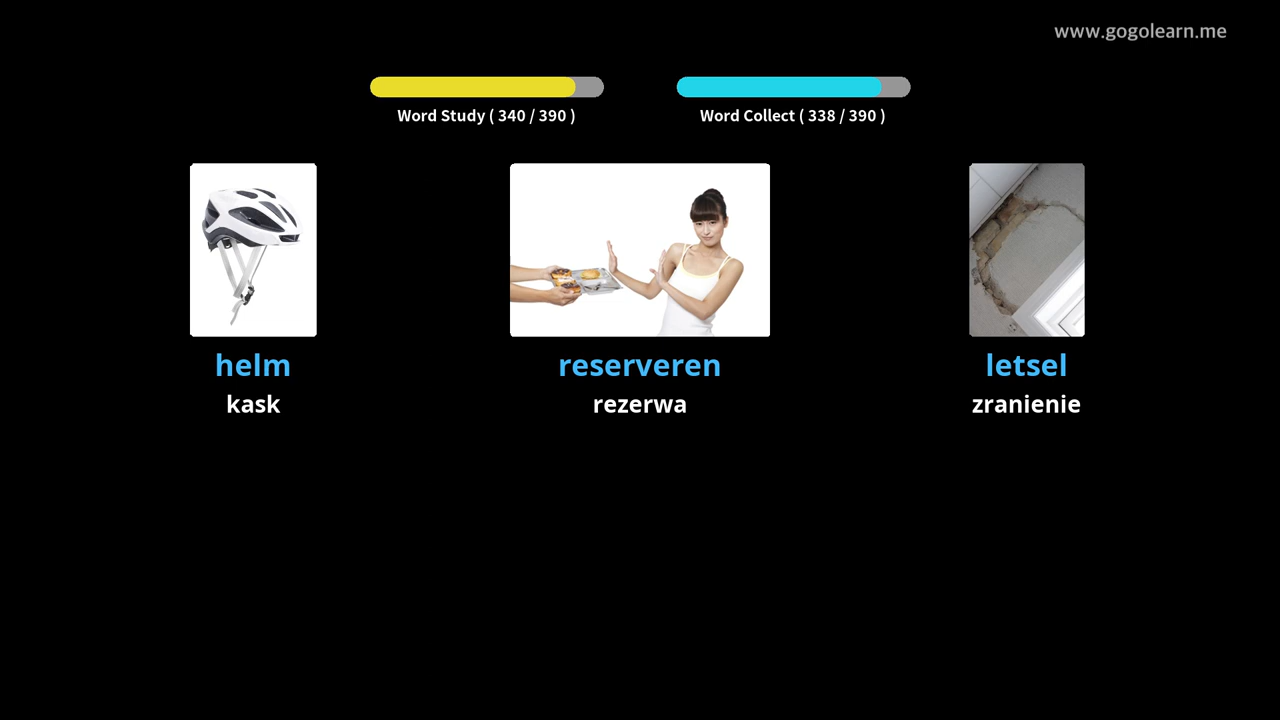 www.gogolearn.me
Word Study ( 340 / 390 )
Word Collect ( 338 / 390 )
helm
reserveren
letsel
kask
rezerwa
zranienie